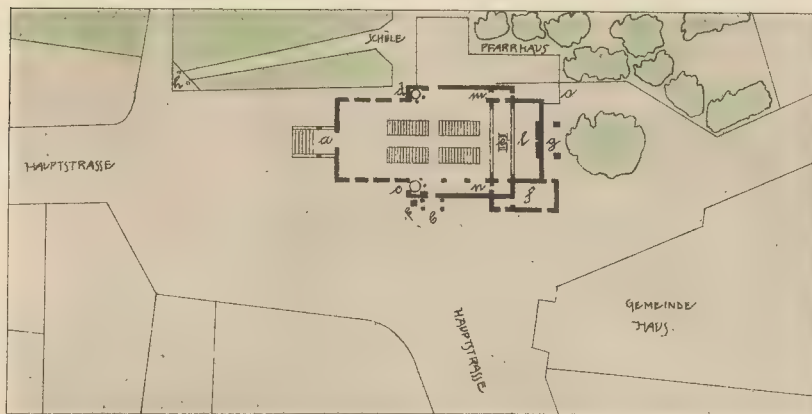 SCHULE
PFARRHAUS
h.
d
m
a
l
g
HAUPTSTRASSE
n
f
b
HAUPTSTRASSE
GEMEINDE
HAUS.